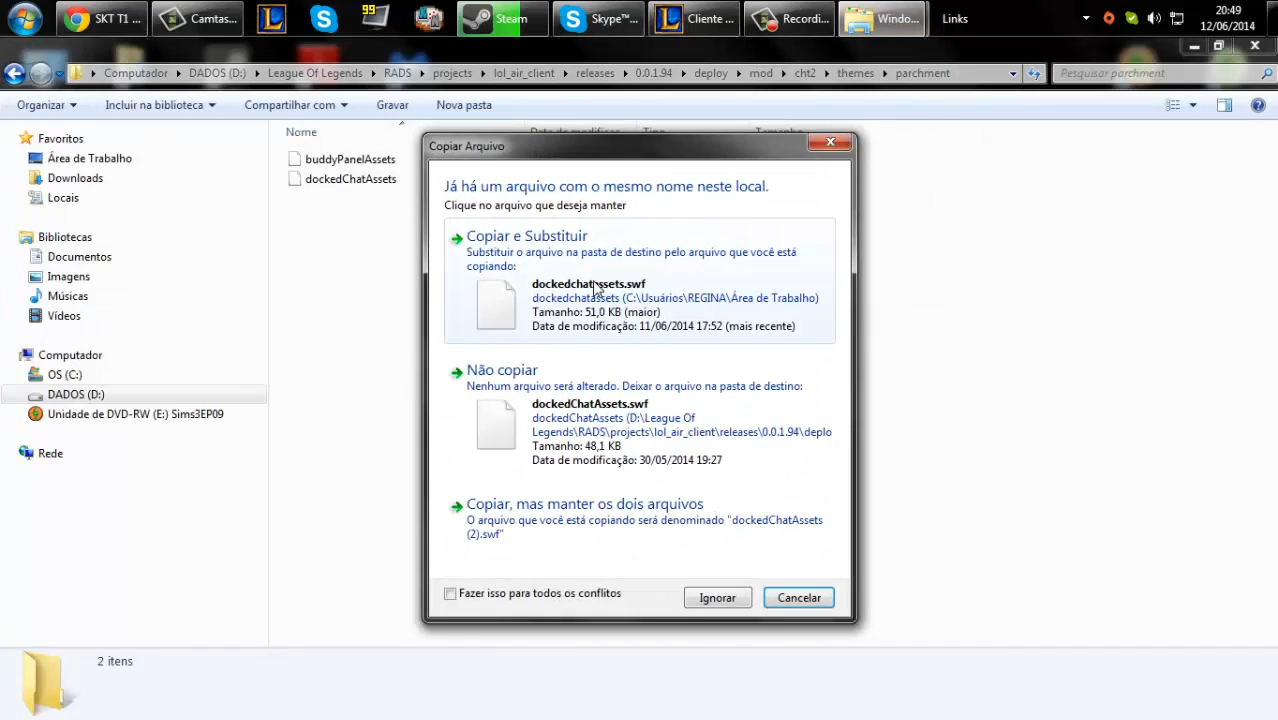 SKT T1 ...
Camtas...
99
Steam
Skype™...
Cliente ...
Recordi...
Windo...
Links
20:49
12/06/2014
Computador
DADOS (D:)
League Of Legends
RADS
projects
lol_air_client
releases
0.0.1.94
deploy
mod
cht2
themes
parchment
Pesquisar parchment
Organizar
Incluir na biblioteca
Compartilhar com
Gravar
Nova pasta
Favoritos
Área de Trabalho
Downloads
Locais
Bibliotecas
Documentos
Imagens
Músicas
Vídeos
Computador
OS (C:)
DADOS (D:)
Unidade de DVD-RW (E:) Sims3EP09
Rede
Nome
Data de modificação
Tipo
Tamanho
buddyPanelAssets
dockedChatAssets
Copiar Arquivo
Já há um arquivo com o mesmo nome neste local.
Clique no arquivo que deseja manter
Copiar e Substituir
Substituir o arquivo na pasta de destino pelo arquivo que você está
copiando:
dockedchatassets.swf
dockedchatassets (C:\Usuários\REGINA\Área de Trabalho)
Tamanho: 51,0 KB (maior)
Data de modificação: 11/06/2014 17:52 (mais recente)
Não copiar
Nenhum arquivo será alterado. Deixar o arquivo na pasta de destino:
dockedChatAssets.swf
dockedChatAssets (D:\League Of
Legends\RADS\projects\lol_air_client\releases\0.0.1.94\deplo
Tamanho: 48,1 KB
Data de modificação: 30/05/2014 19:27
Copiar, mas manter os dois arquivos
O arquivo que você está copiando será denominado "dockedChatAssets
(2).swf"
Fazer isso para todos os conflitos
Ignorar
Cancelar
2 itens